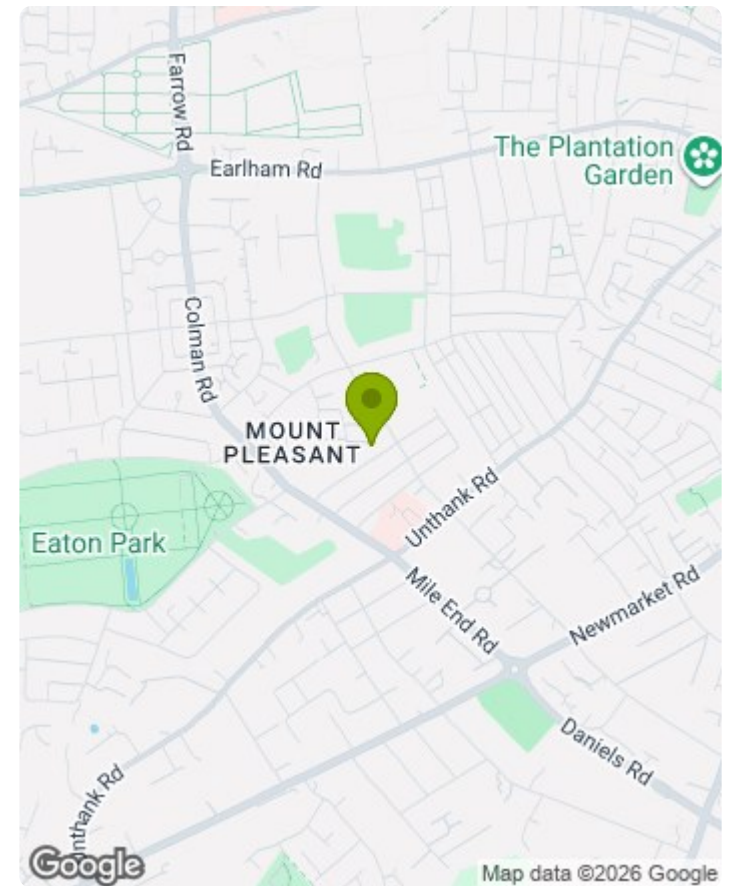 Farrow Rd
Earlham Rd
The Plantation
Garden
Colman Rd
MOUNT
PLEASANT
Unthank Rd
Eaton Park
Mile End Rd
Newmarket Rd
Daniels Rd
Unthank Rd
Google
Map data ©2026 Google